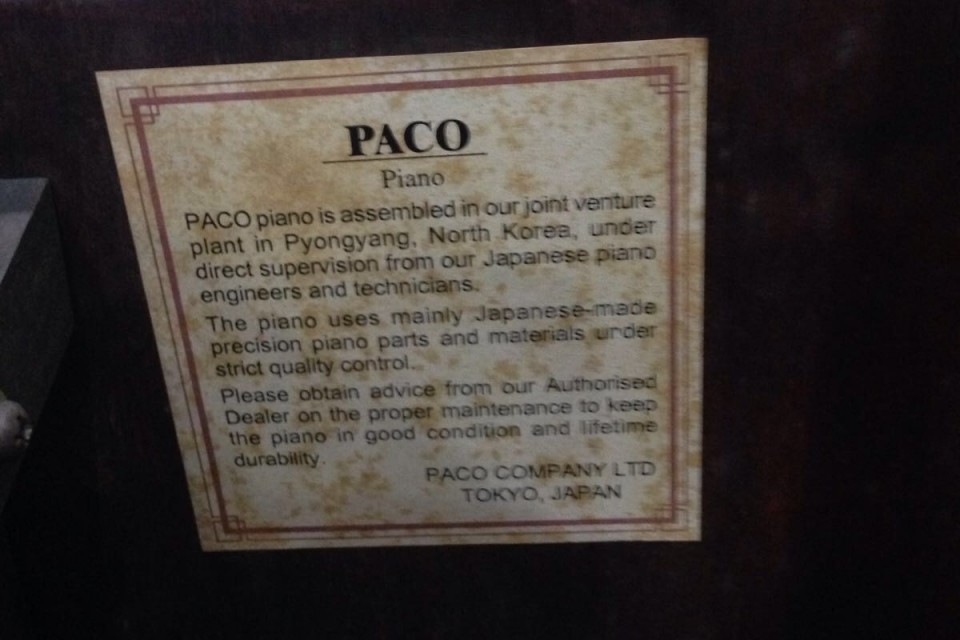 PACO
Piano
PACO piano is assembled in our joint venture
plant in Pyongyang, North Korea, under
direct supervision from our Japanese piano
engineers and technicians.
The piano uses mainly Japanese-made
precision piano parts and materials under
strict quality control.
Please obtain advice from our Authorised
Dealer on the proper maintenance to keep
the piano in good condition and lifetime
durability.
PACO COMPANY LTD
TOKYO, JAPAN